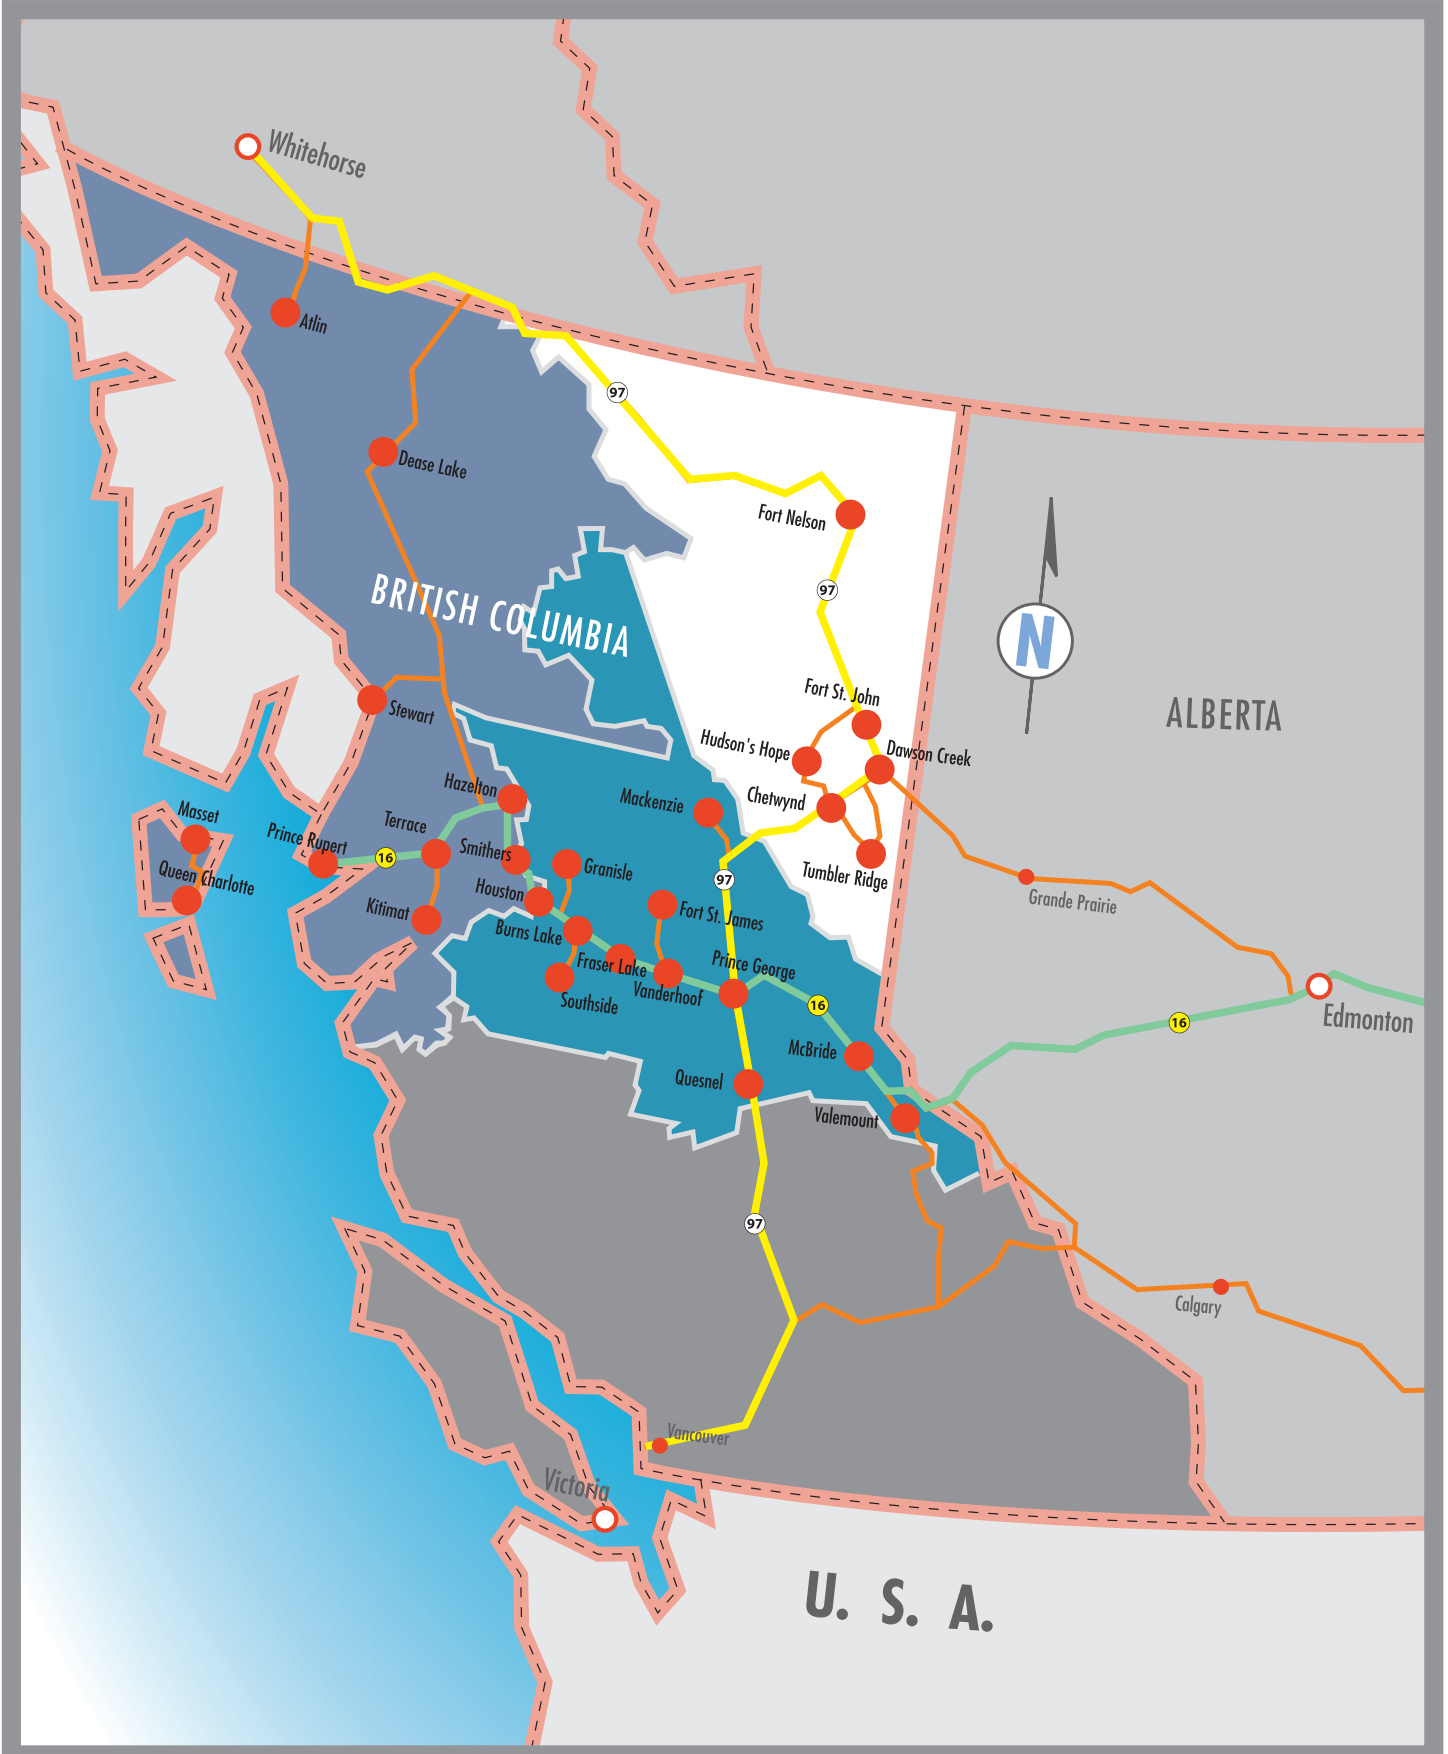 Whitehorse
Atlin
97
Dease Lake
Fort Nelson
97
BRITISH COLUMBIA
N
Fort St. John
ALBERTA
Stewart
Hudson's Hope
Dawson Creek
Hazelton
Mackenzie
Chetwynd
Masset
Terrace
Prince Rupert
16
Smithers
Granisle
Tumbler Ridge
Queen Charlotte
97
Houston
Kitimat
Fort St. James
Grande Prairie
Burns Lake
Fraser Lake
Prince George
Southside
Vanderhoof
16
16
Edmonton
McBride
Quesnel
Valemount
97
Calgary
Vancouver
Victoria
U. S. A.